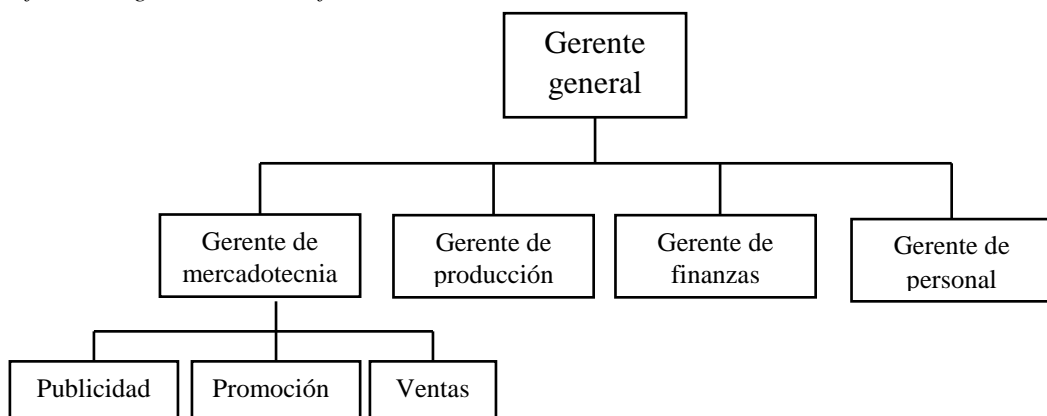 Gerente
general
Gerente de
mercadotecnia
Gerente de
producción
Gerente de
finanzas
Gerente de
personal
Publicidad
Promoción
Ventas